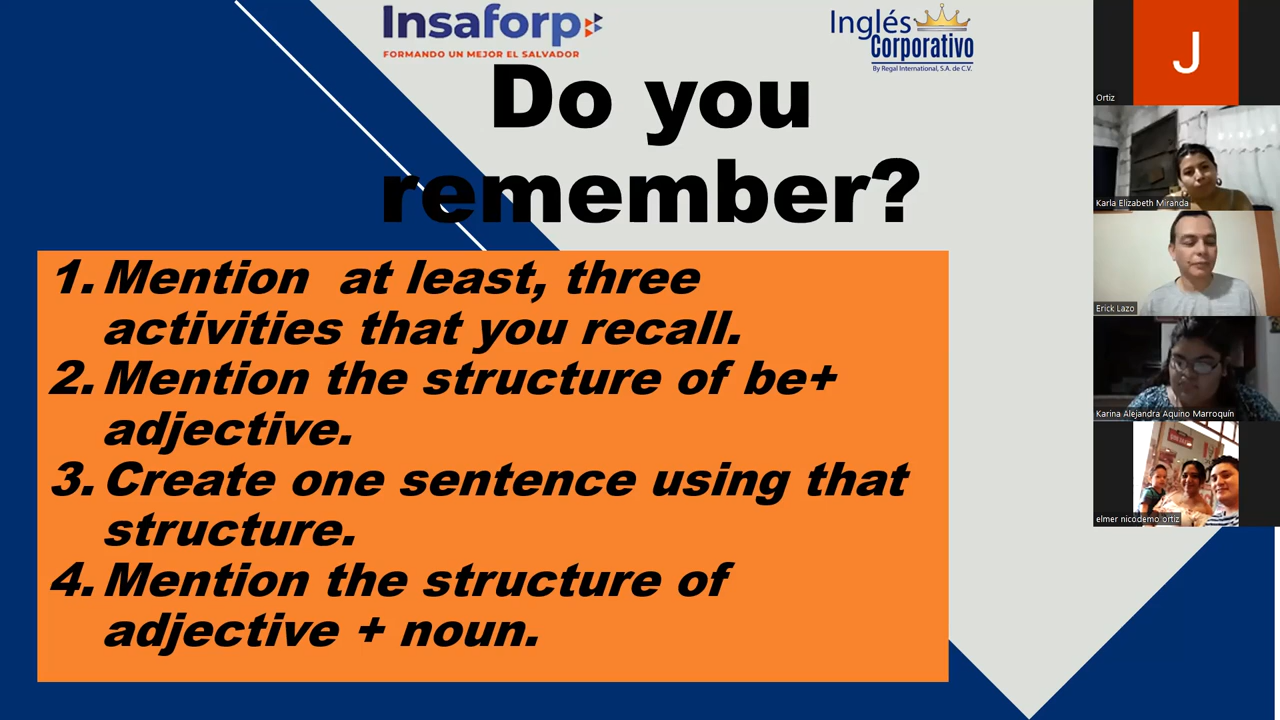 Insaforp
FORMANDO UN MEJOR EL SALVADOR
Inglés
Corporativo
By Regal International, S.A. de C.V.
Do you
remember?
1. Mention at least, three
activities that you recall.
2. Mention the structure of be+
adjective.
3. Create one sentence using that
structure.
4. Mention the structure of
adjective + noun.
J
Ortiz
Karla Elizabeth Miranda
Erick Lazo
Karina Alejandra Aquino Marroquín
elmer nicodemo ortiz